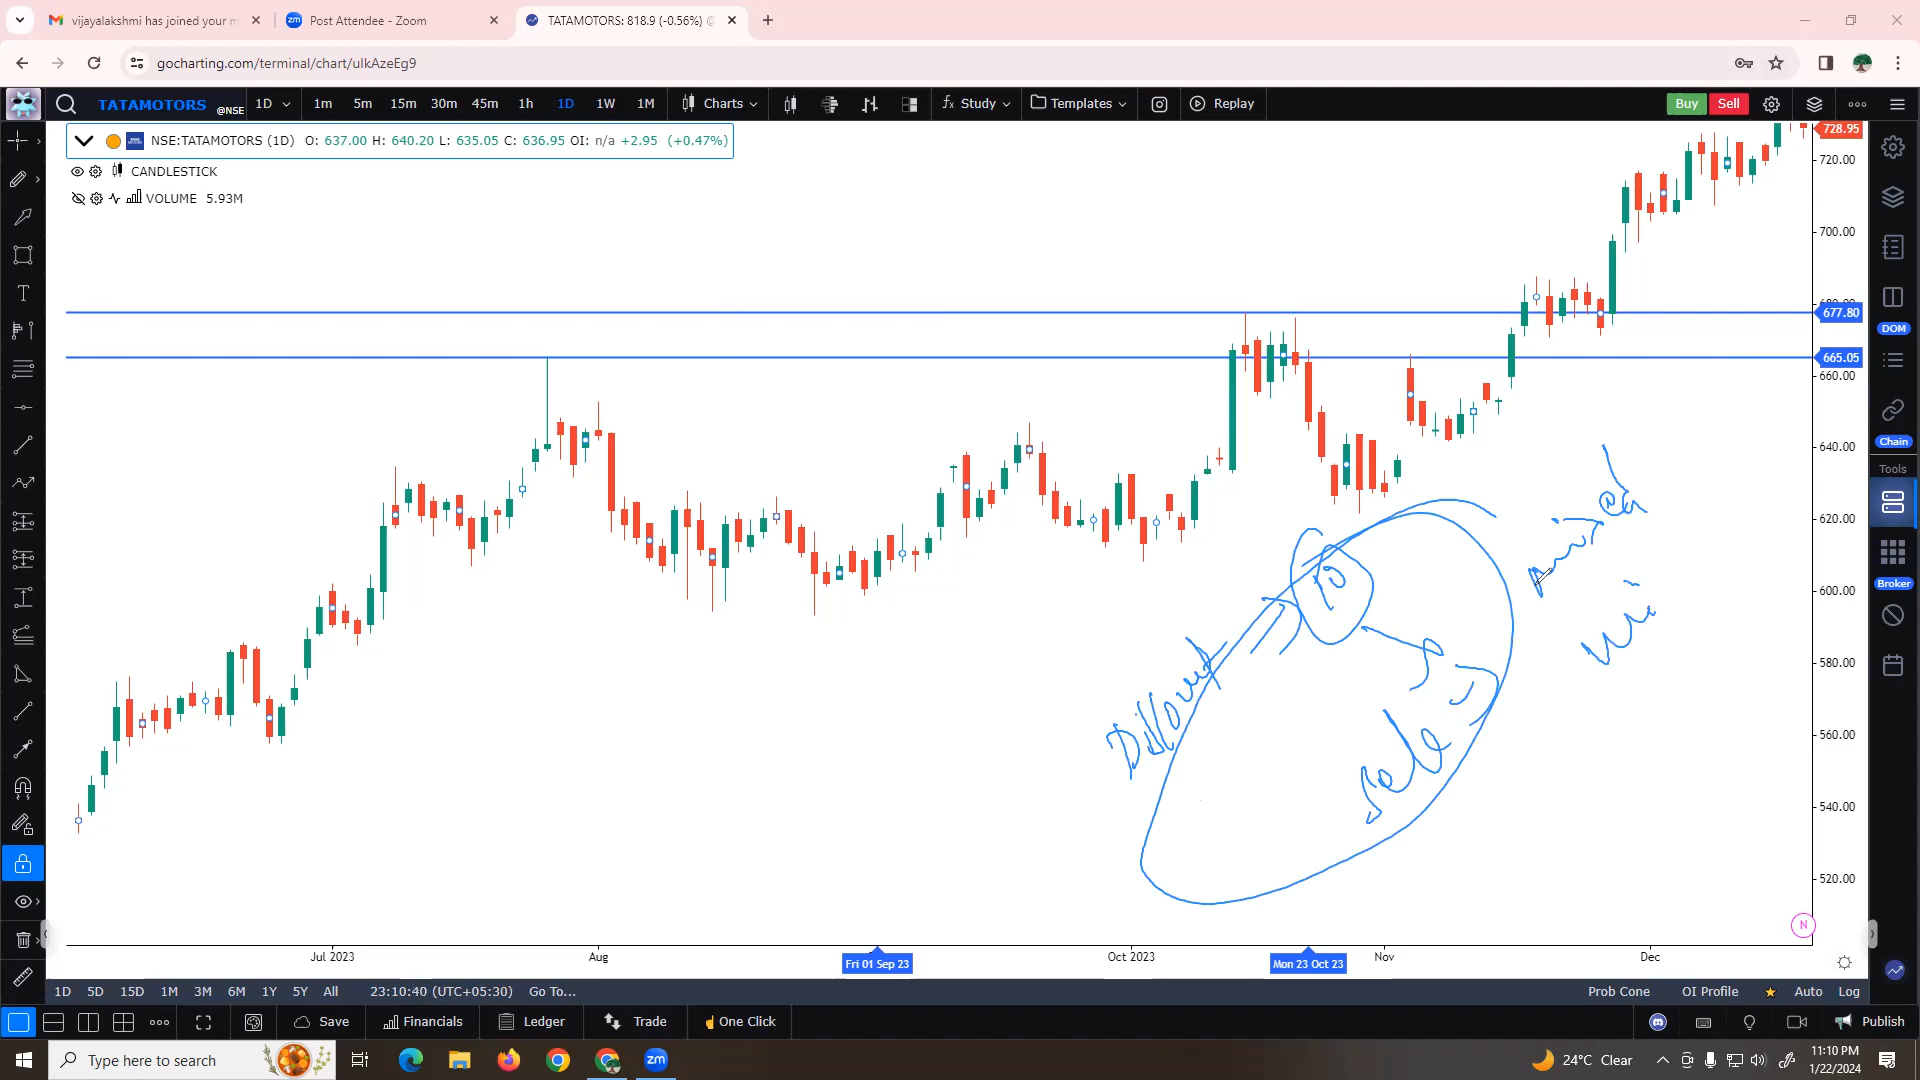 vijayalakshmi has joined your m
Post Attendee - Zoom
TATAMOTORS: 818.9 (-0.56%)
gocharting.com/terminal/chart/ulkAzeEg9
TATAMOTORS @NSE 1D 1m 5m 15m 30m 45m 1h 1D 1W 1M Charts Study Templates Replay Buy Sell
NSE:TATAMOTORS (1D) O: 637.00 H: 640.20 L: 635.05 C: 636.95 OI: n/a +2.95 (+0.47%)
CANDLESTICK
VOLUME 5.93M
728.95
720.00
700.00
677.80
665.05
660.00
640.00
620.00
600.00
580.00
560.00
540.00
520.00
DOM
Chain
Tools
Broker
N
10
Jul 2023 Aug Fri 01 Sep 23 Oct 2023 Mon 23 Oct 23 Nov Dec
1D 5D 15D 1M 3M 6M 1Y 5Y All 23:10:40 (UTC+05:30) Go To... Prob Cone OI Profile Auto Log
Save Financials Ledger Trade One Click Publish
Type here to search
zm
24°C Clear
11:10 PM
1/22/2024